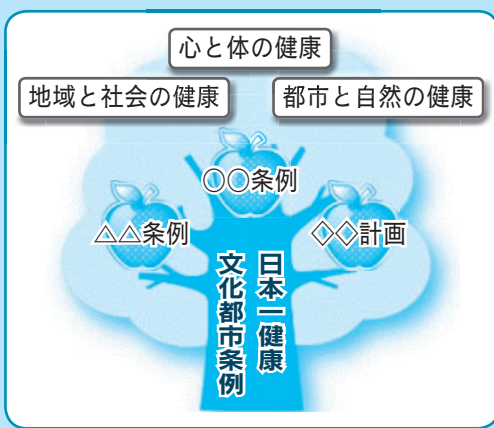 心と体の健康
地域と社会の健康
都市と自然の健康
○○条例
△△条例
◇◇計画
日本一健康
文化都市条例